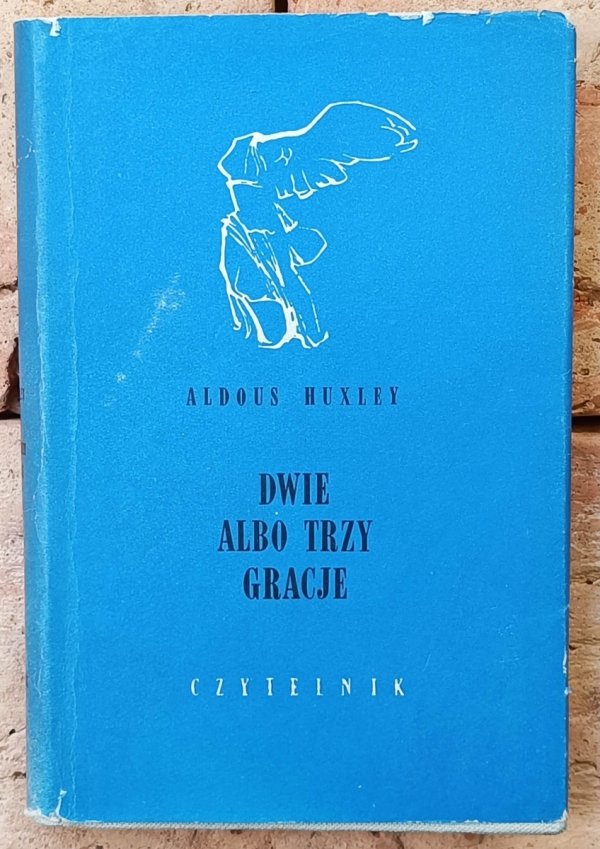 ALDOUS HUXLEY
DWIE
ALBO TRZY
GRACJE
CZYTELNIK